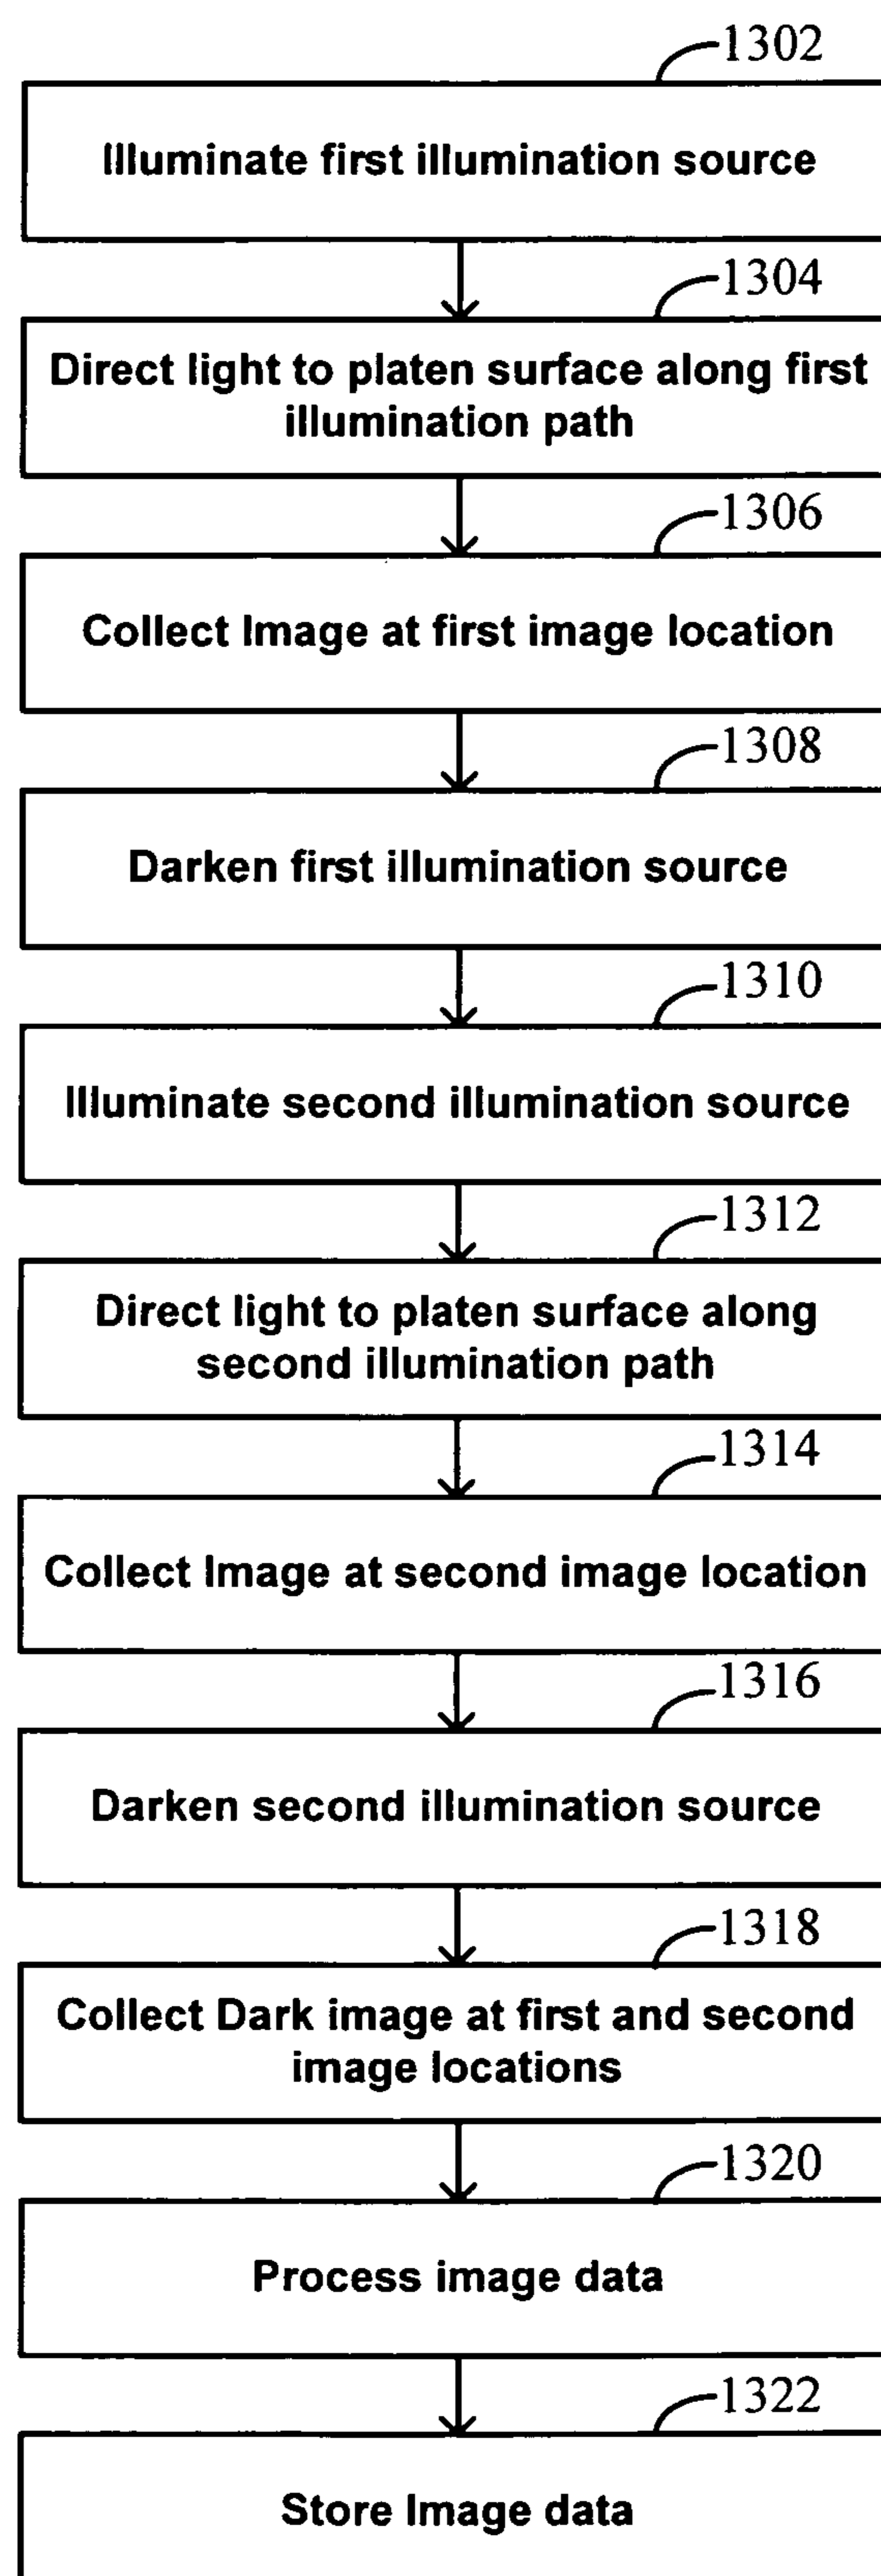 1302
Illuminate first illumination source
1304
Direct light to platen surface along first
illumination path
1306
Collect Image at first image location
1308
Darken first illumination source
1310
Illuminate second illumination source
1312
Direct light to platen surface along
second illumination path
1314
Collect Image at second image location
1316
Darken second illumination source
1318
Collect Dark image at first and second
image locations
1320
Process image data
1322
Store Image data